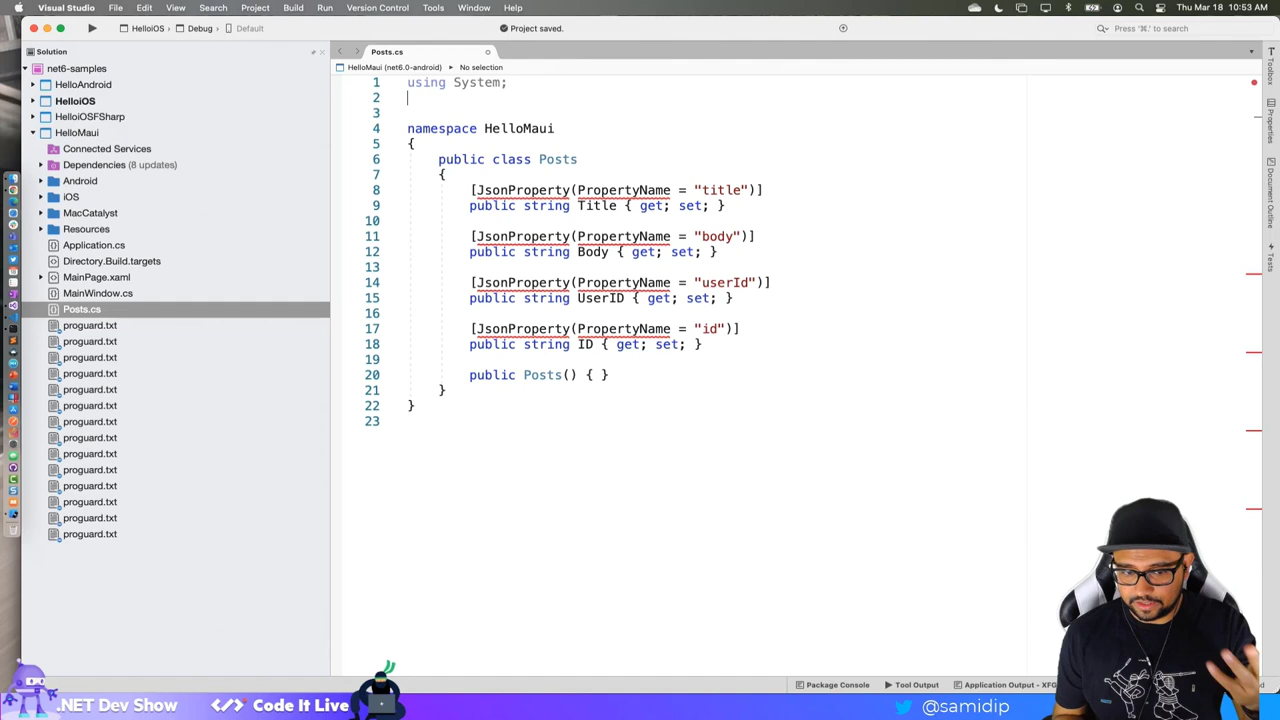 Visual Studio File Edit View Search Project Build Run Version Control Tools Window Help
Thu Mar 18 10:53 AM
HelloiOS › Debug › Default
Project saved.
Press '⌘.' to search
Solution
net6-samples
HelloAndroid
HelloiOS
HelloiOSFSharp
HelloMaui
Connected Services
Dependencies (8 updates)
Android
iOS
MacCatalyst
Resources
Application.cs
Directory.Build.targets
MainPage.xaml
MainWindow.cs
Posts.cs
proguard.txt
proguard.txt
proguard.txt
proguard.txt
proguard.txt
proguard.txt
proguard.txt
proguard.txt
proguard.txt
proguard.txt
proguard.txt
proguard.txt
proguard.txt
proguard.txt
Posts.cs
HelloMaui (net6.0-android) ▸ No selection
1 using System;
2
3
4 namespace HelloMaui
5 {
6 public class Posts
7 {
8 [JsonProperty(PropertyName = "title")]
9 public string Title { get; set; }
10
11 [JsonProperty(PropertyName = "body")]
12 public string Body { get; set; }
13
14 [JsonProperty(PropertyName = "userId")]
15 public string UserID { get; set; }
16
17 [JsonProperty(PropertyName = "id")]
18 public string ID { get; set; }
19
20 public Posts() { }
21 }
22 }
23
Toolbox
Properties
Document Outline
Tests
Package Console Tool Output Application Output - XFG
.NET Dev Show
</> Code It Live
@samidip